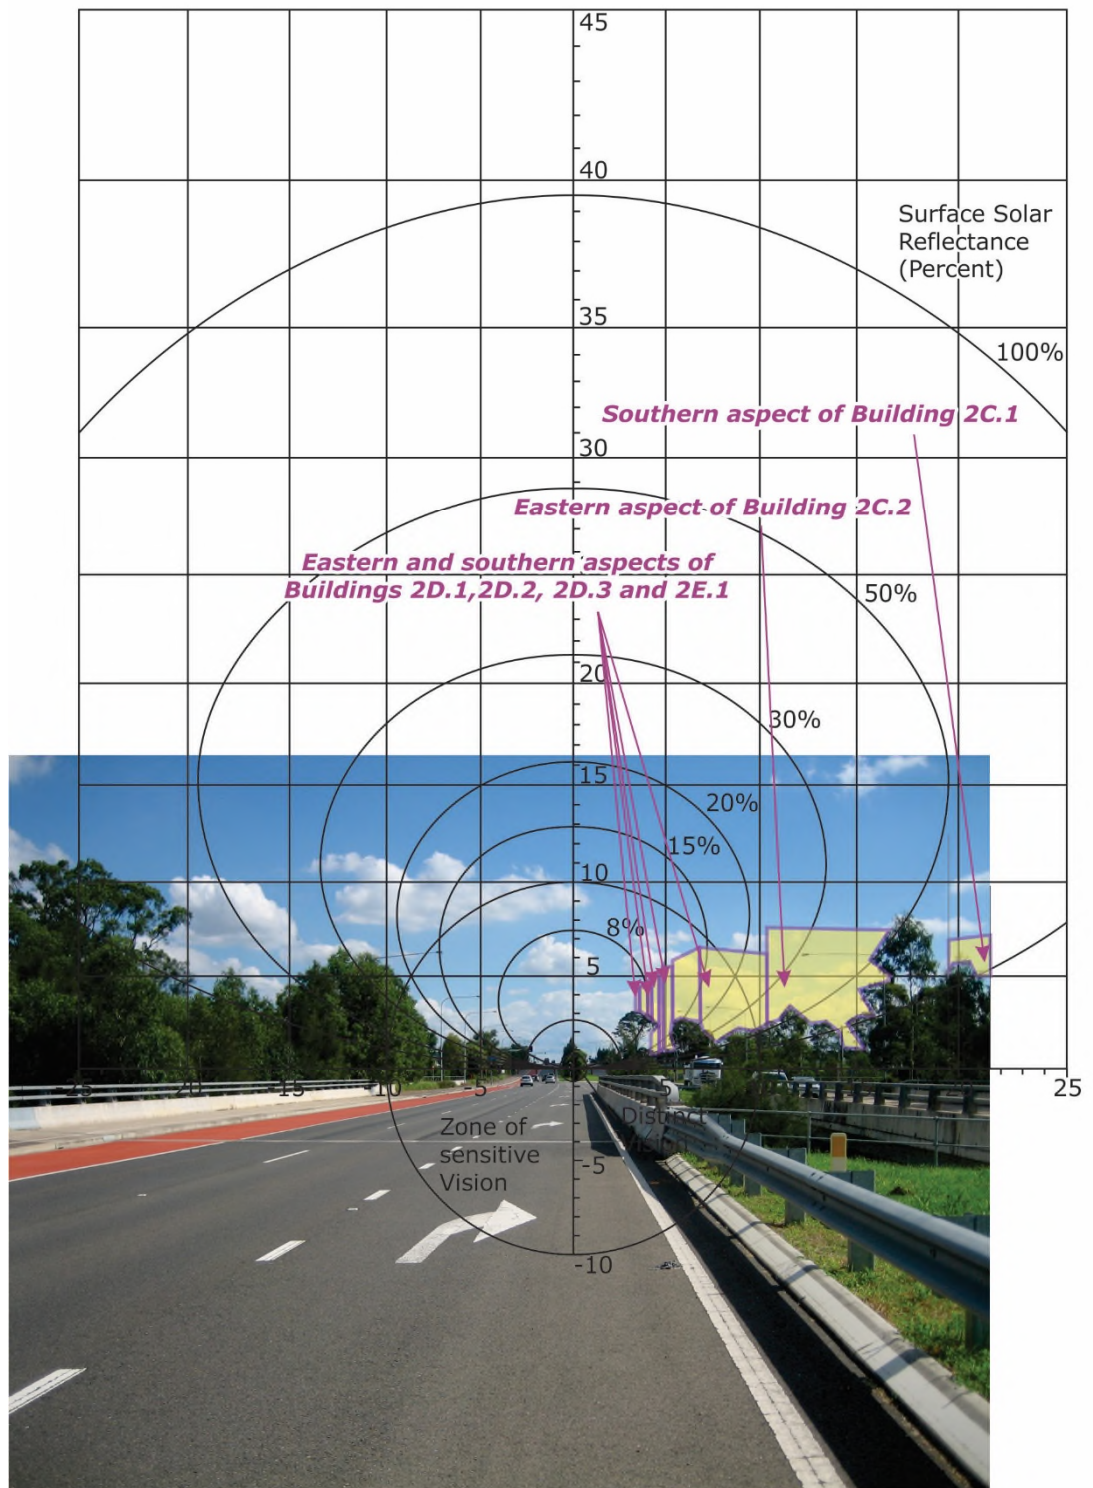 45
40
Surface Solar
Reflectance
(Percent)
35
100%
Southern aspect of Building 2C.1
30
Eastern aspect of Building 2C.2
Eastern and southern aspects of
Buildings 2D.1,2D.2, 2D.3 and 2E.1
50%
20
30%
15
20%
15%
10
8%
5
-25
-20
-10
-5
5
25
Zone of
sensitive
Vision
Distinct
Vision
-5
-10